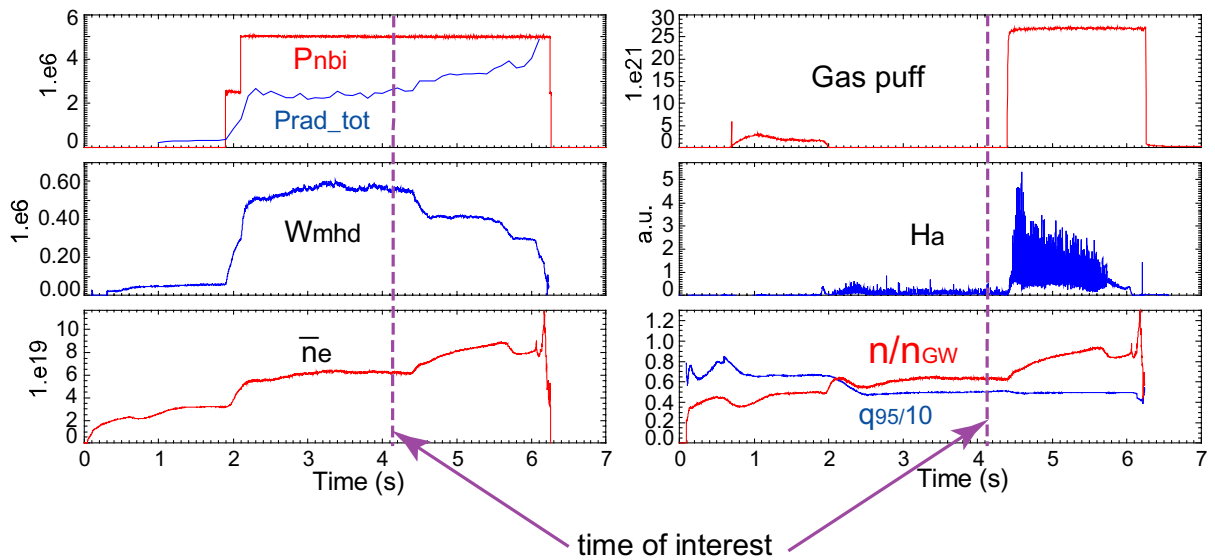 6
4
2
0
1.e6
Pnbi
Prad_tot
30
25
20
15
10
5
0
1.e21
Gas puff
0.60
0.40
0.20
0.00
1.e6
Wmhd
5
4
3
2
1
0
a.u.
Ha
10
8
6
4
2
0
1.e19
n̅e
1.2
1.0
0.8
0.6
0.4
0.2
0.0
n/nGW
q95/10
0 1 2 3 4 5 6 7
Time (s)
0 1 2 3 4 5 6 7
Time (s)
time of interest